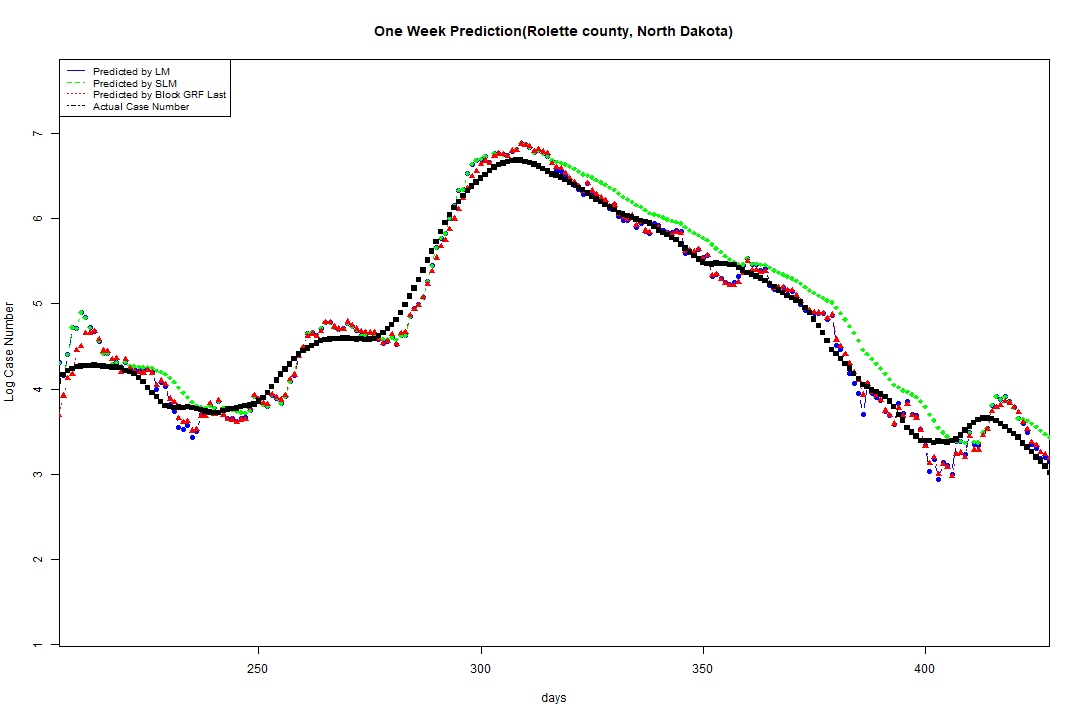 One Week Prediction(Rolette county, North Dakota)
Predicted by LM
Predicted by SLM
Predicted by Block GRF Last
Actual Case Number
7
6
5
4
3
2
1
Log Case Number
250 300 350 400
days